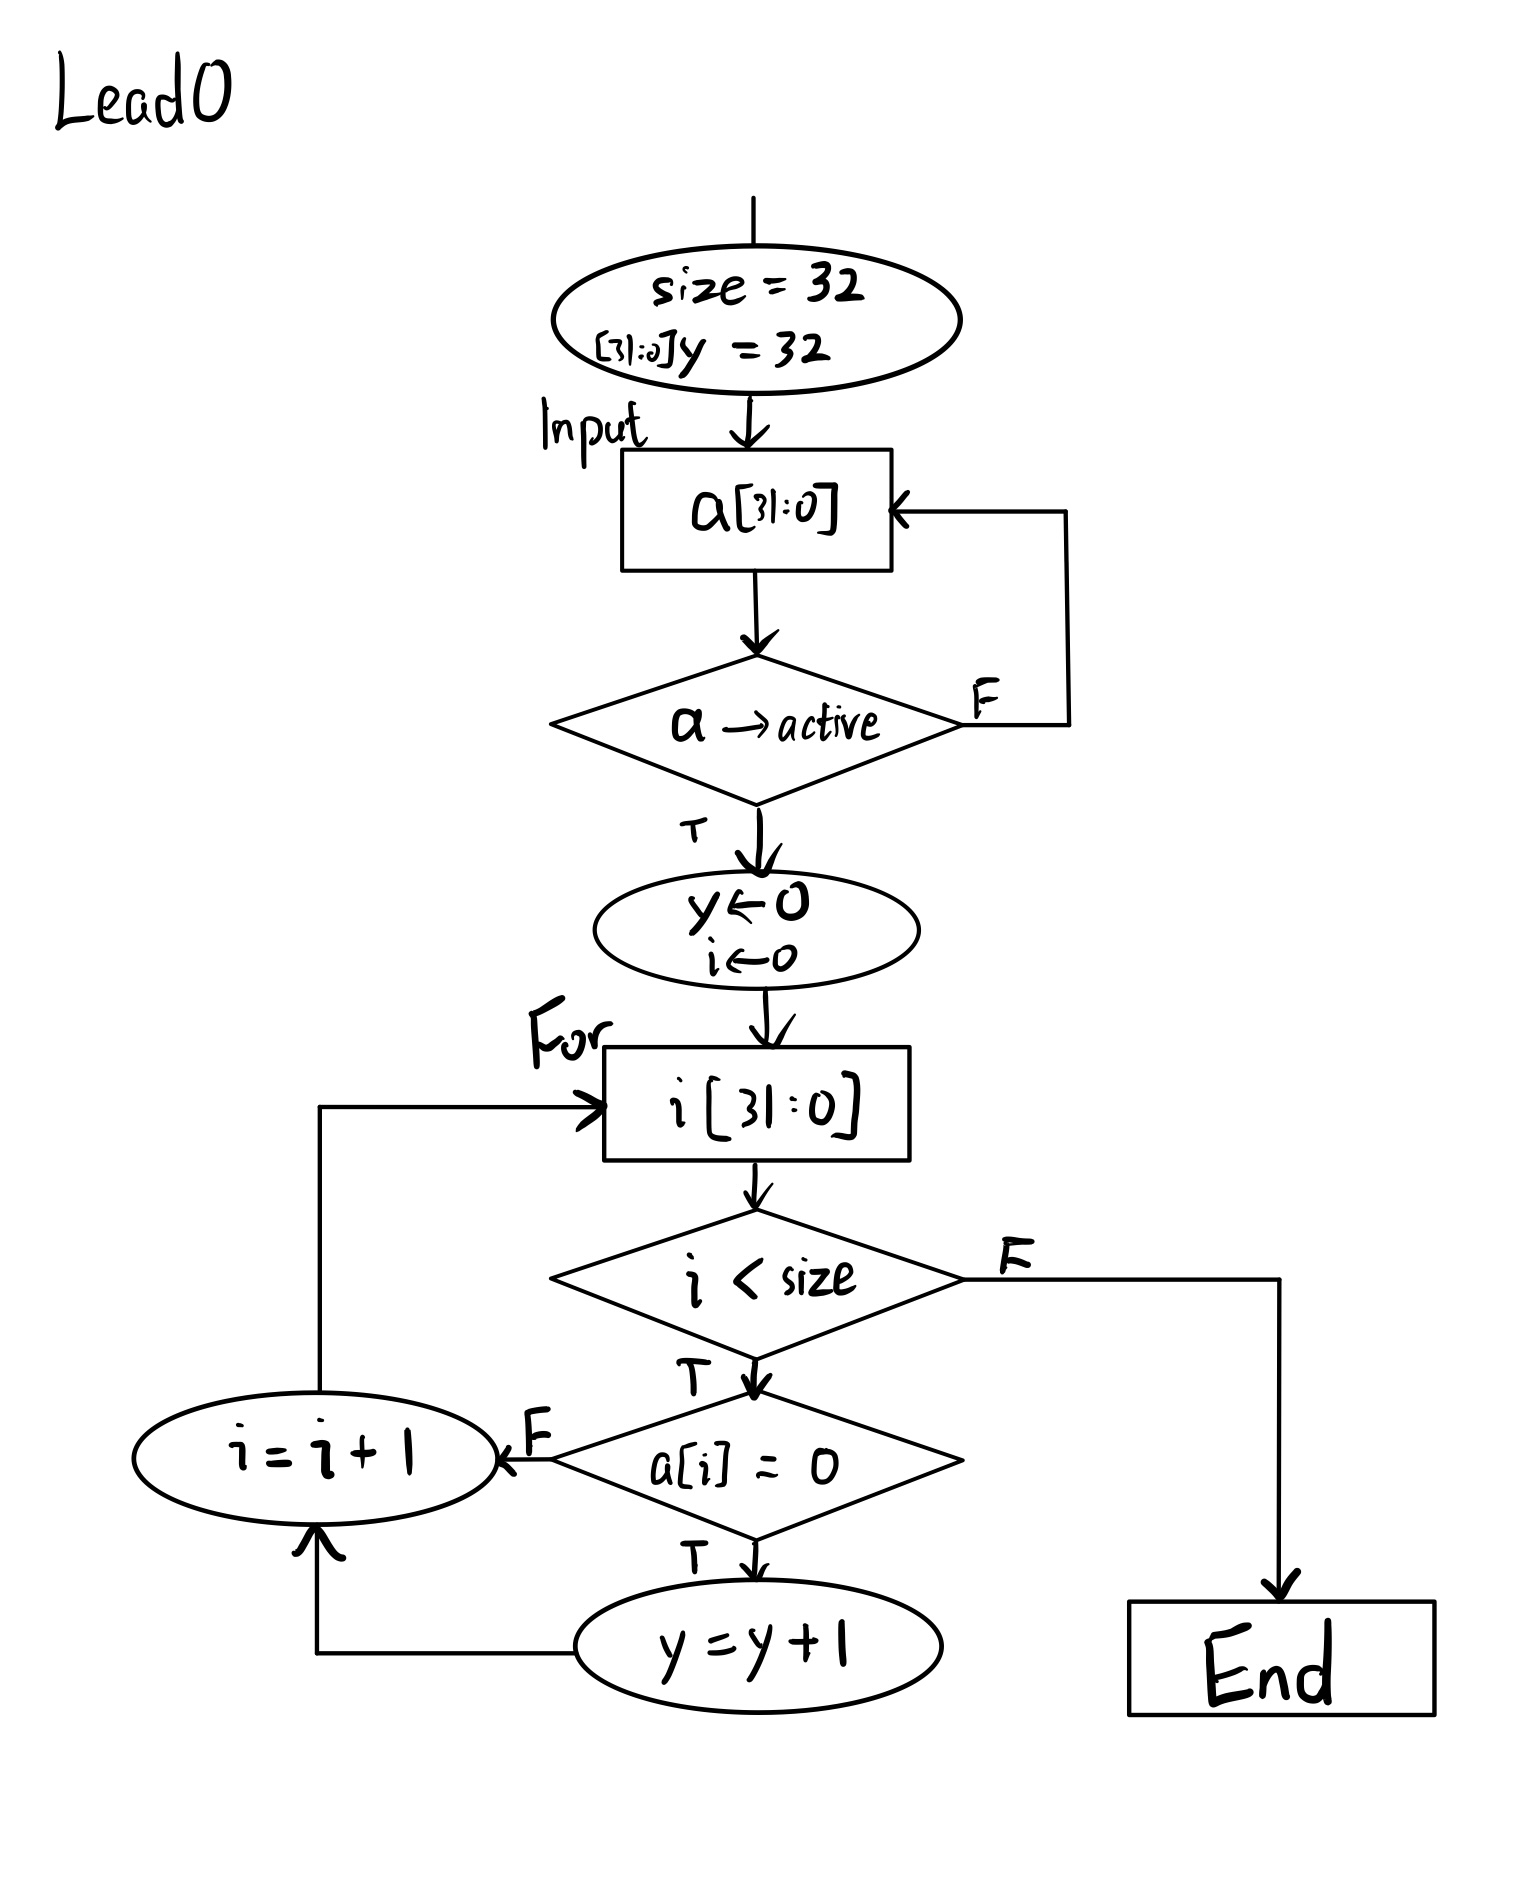 Lead0
size = 32
[31:0]y = 32
Input
a[31:0]
a → active
F
T
y ← 0
i ← 0
For
i [31:0]
i < size
F
T
a[i] = 0
F
i = i + 1
T
y = y + 1
End